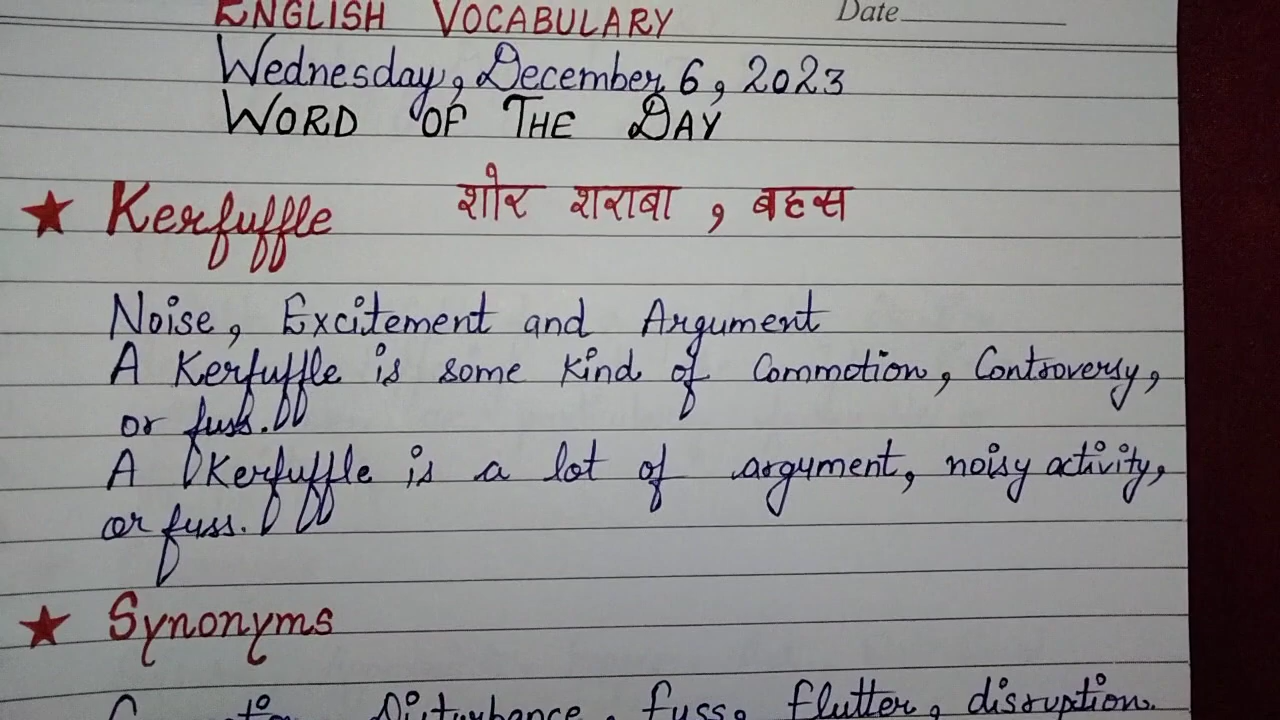 ENGLISH VOCABULARY Date
Wednesday, December 6, 2023
WORD OF THE DAY
★ Kerfuffle शोर शराबा , बहस
Noise, Excitement and Argument
A Kerfuffle is some kind of Commotion, Controversy,
or fuss.
A Kerfuffle is a lot of argument, noisy activity,
or fuss.
★ Synonyms
Disturbance, fuss, flutter, disruption.